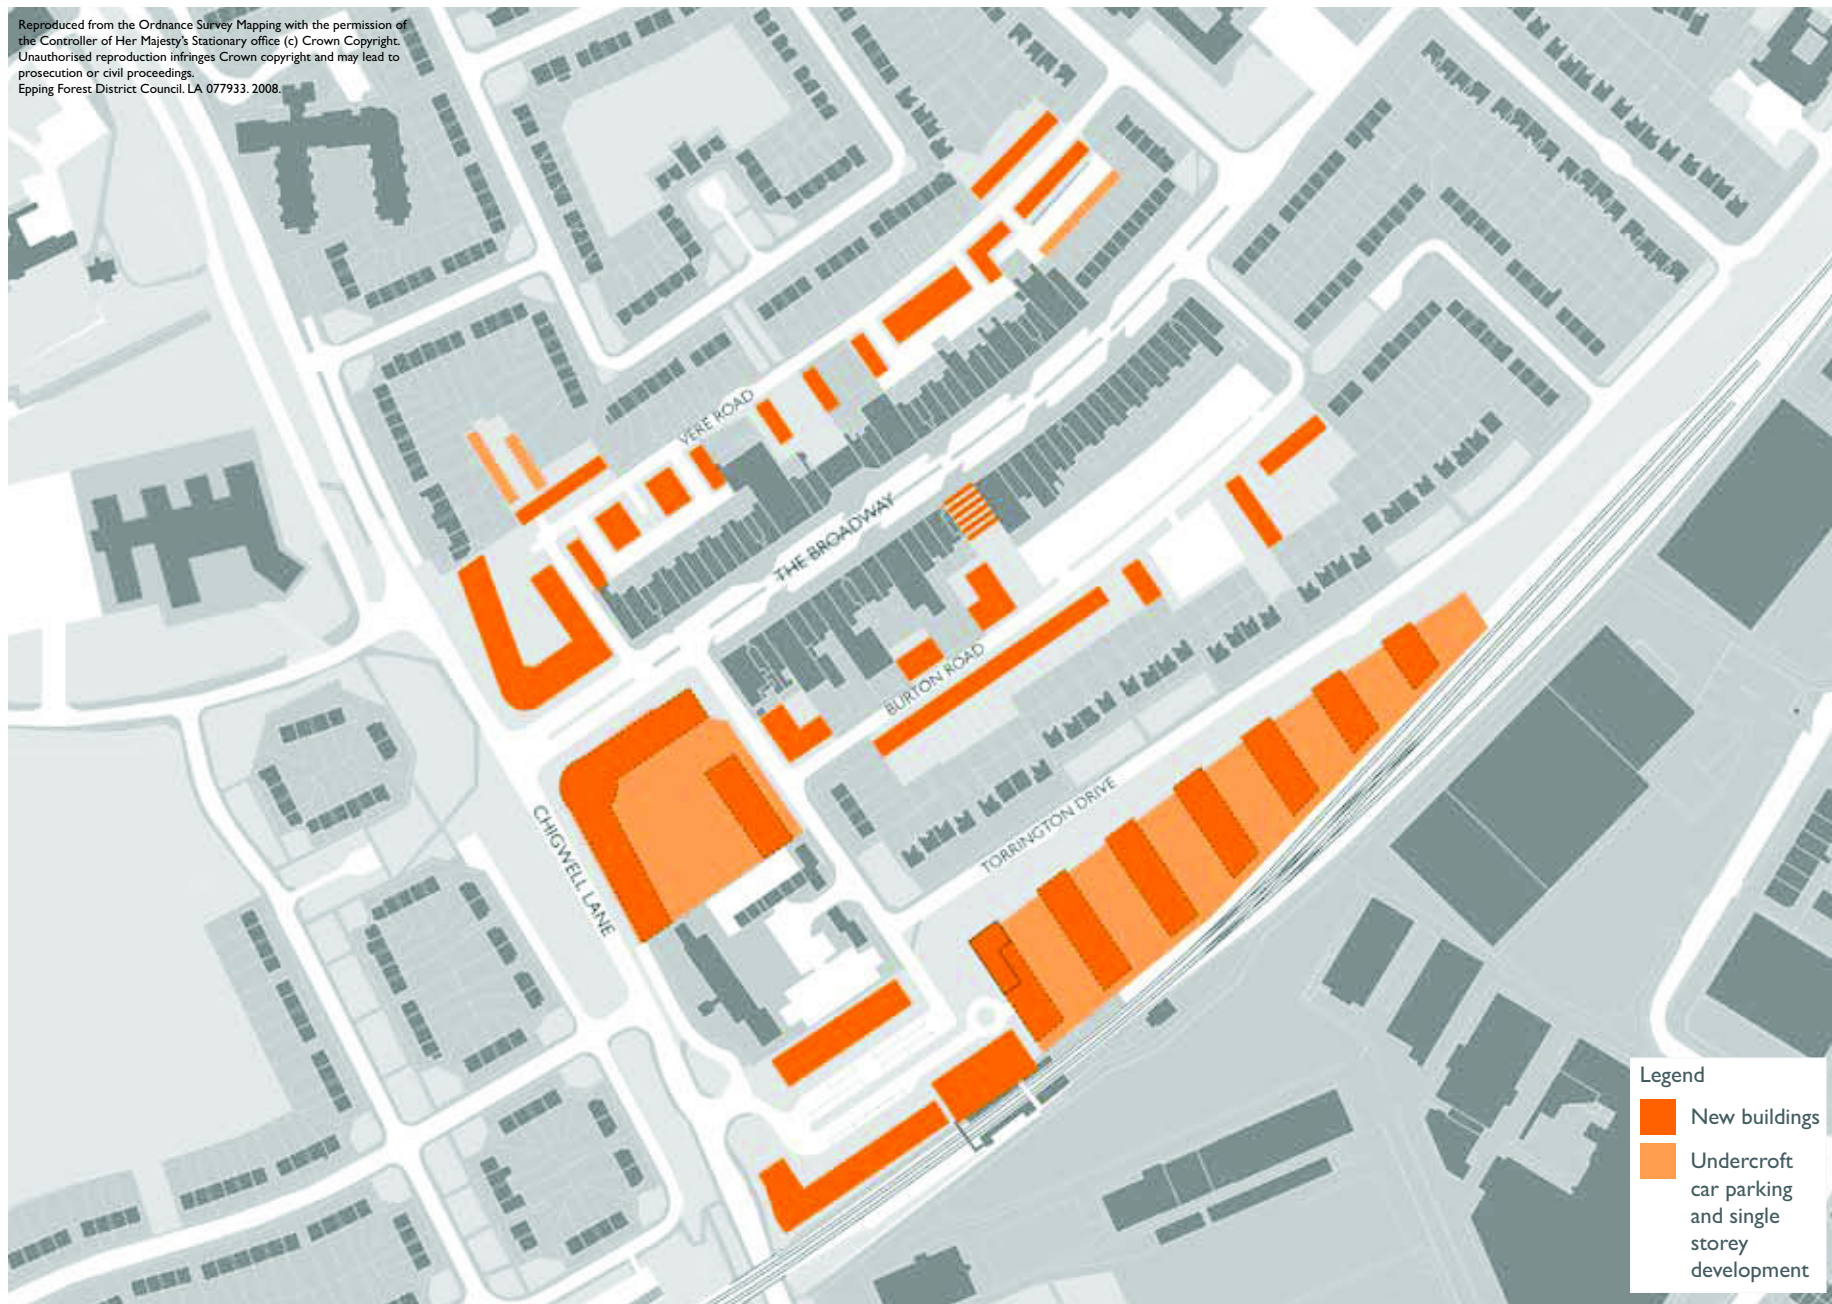 Reproduced from the Ordnance Survey Mapping with the permission of
the Controller of Her Majesty's Stationary office (c) Crown Copyright.
Unauthorised reproduction infringes Crown copyright and may lead to
prosecution or civil proceedings.
Epping Forest District Council. LA 077933. 2008.
VERE ROAD
THE BROADWAY
BURTON ROAD
TORRINGTON DRIVE
CHIGWELL LANE
Legend
New buildings
Undercroft
car parking
and single
storey
development